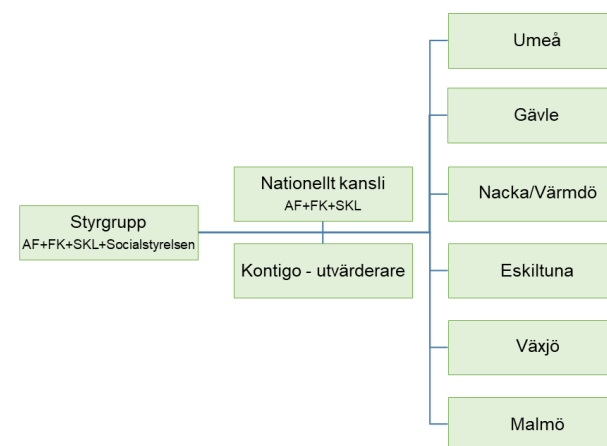 Styrgrupp
AF+FK+SKL+Socialstyrelsen
Nationellt kansli
AF+FK+SKL
Kontigo - utvärderare
Umeå
Gävle
Nacka/Värmdö
Eskiltuna
Växjö
Malmö